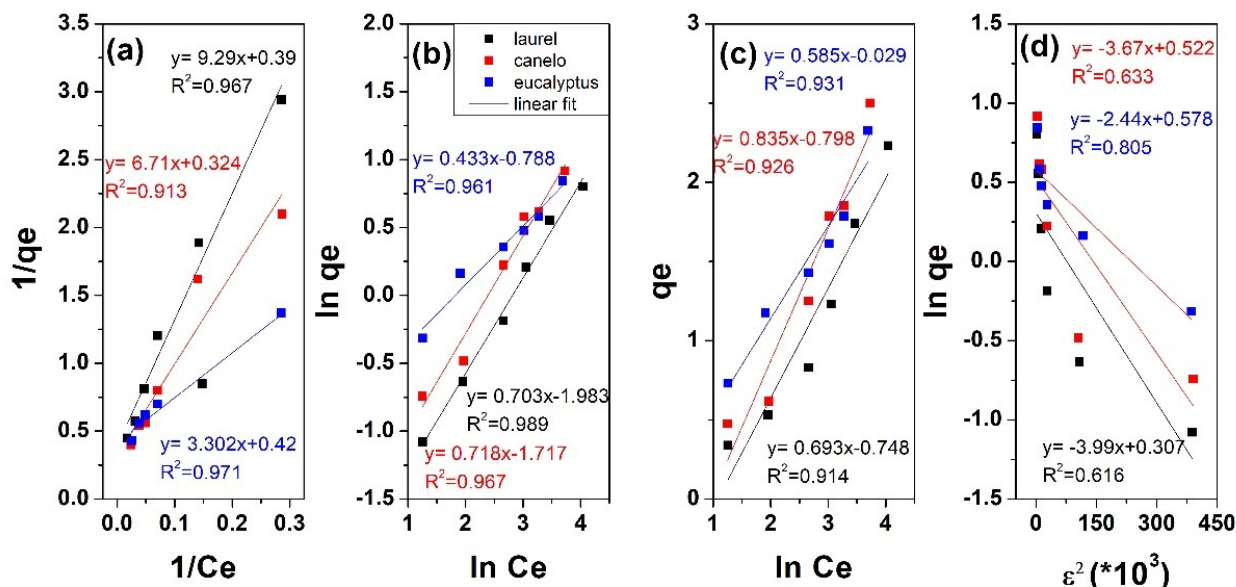 (a)
y= 9.29x+0.39
R²=0.967
y= 6.71x+0.324
R²=0.913
y= 3.302x+0.42
R²=0.971
3.5
3.0
2.5
2.0
1.5
1.0
0.5
0.0
1/qe
0.0 0.1 0.2 0.3
1/Ce
(b)
laurel
canelo
eucalyptus
linear fit
y= 0.433x-0.788
R²=0.961
y= 0.703x-1.983
R²=0.989
y= 0.718x-1.717
R²=0.967
2.0
1.5
1.0
0.5
0.0
-0.5
-1.0
-1.5
ln qe
1 2 3 4
ln Ce
(c)
y= 0.585x-0.029
R²=0.931
y= 0.835x-0.798
R²=0.926
y= 0.693x-0.748
R²=0.914
3
2
1
0
qe
1 2 3 4
ln Ce
(d)
y= -3.67x+0.522
R²=0.633
y= -2.44x+0.578
R²=0.805
y= -3.99x+0.307
R²=0.616
1.5
1.0
0.5
0.0
-0.5
-1.0
-1.5
ln qe
0 150 300 450
ε² (*10³)